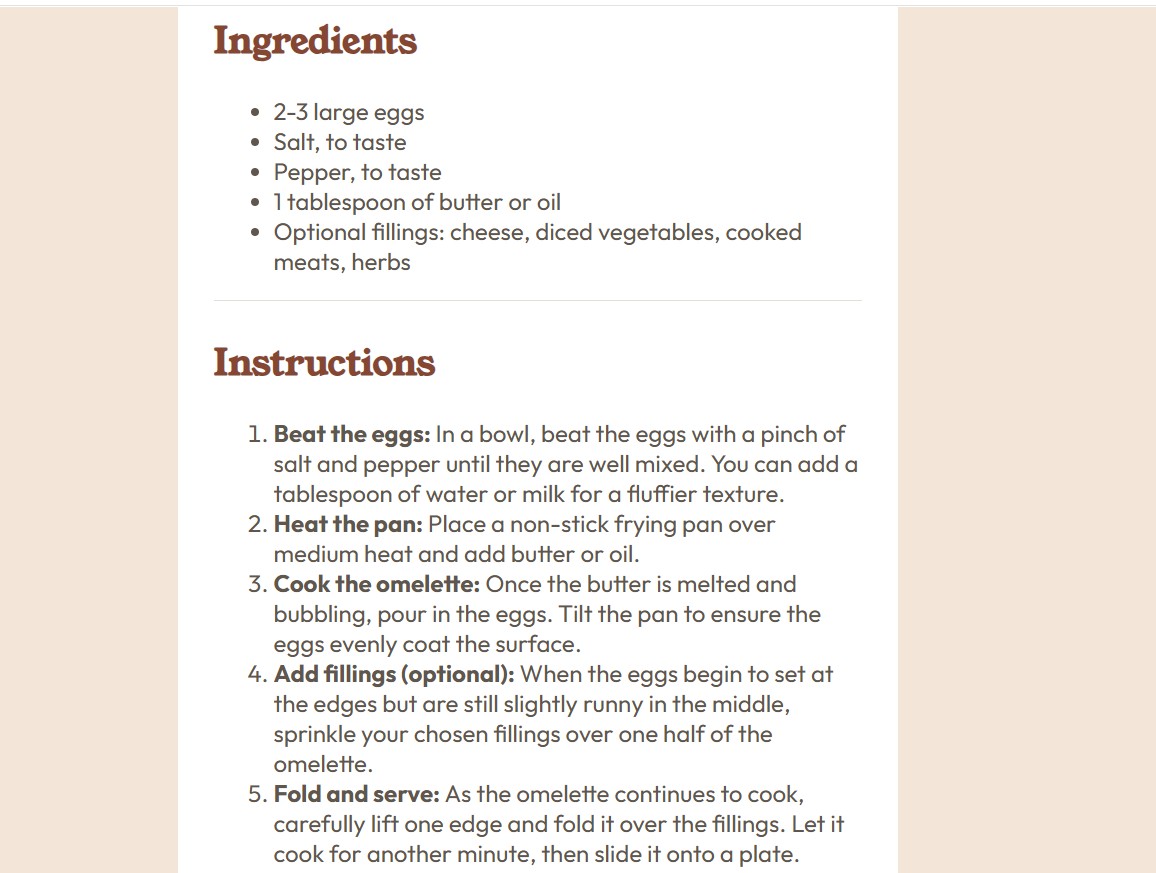 Ingredients
• 2-3 large eggs
• Salt, to taste
• Pepper, to taste
• 1 tablespoon of butter or oil
• Optional fillings: cheese, diced vegetables, cooked
meats, herbs
Instructions
1. Beat the eggs: In a bowl, beat the eggs with a pinch of
salt and pepper until they are well mixed. You can add a
tablespoon of water or milk for a fluffier texture.
2. Heat the pan: Place a non-stick frying pan over
medium heat and add butter or oil.
3. Cook the omelette: Once the butter is melted and
bubbling, pour in the eggs. Tilt the pan to ensure the
eggs evenly coat the surface.
4. Add fillings (optional): When the eggs begin to set at
the edges but are still slightly runny in the middle,
sprinkle your chosen fillings over one half of the
omelette.
5. Fold and serve: As the omelette continues to cook,
carefully lift one edge and fold it over the fillings. Let it
cook for another minute, then slide it onto a plate.